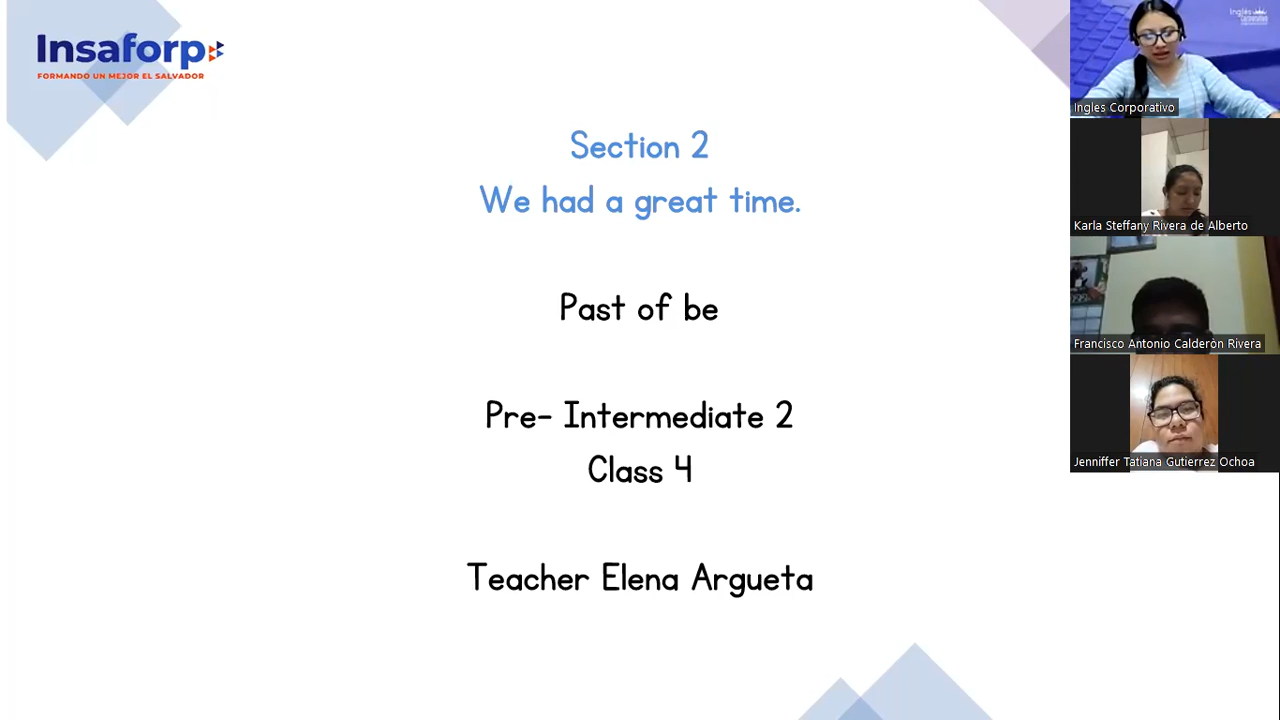 Insaforp
FORMANDO UN MEJOR EL SALVADOR
Section 2
We had a great time.
Past of be
Pre- Intermediate 2
Class 4
Teacher Elena Argueta
Ingles Corporativo
Karla Steffany Rivera de Alberto
Francisco Antonio Calderòn Rivera
Jenniffer Tatiana Gutierrez Ochoa